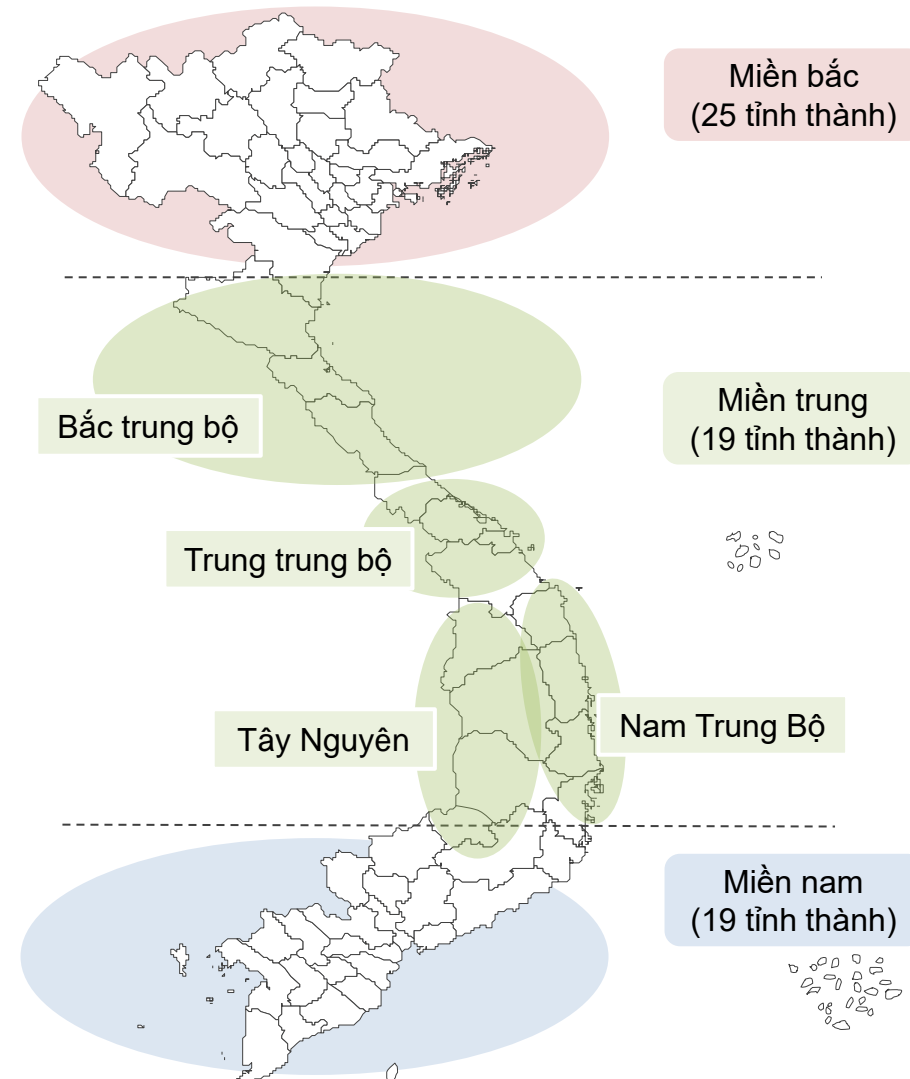 Miền bắc
(25 tỉnh thành)
Miền trung
(19 tỉnh thành)
Bắc trung bộ
Trung trung bộ
Nam Trung Bộ
Tây Nguyên
Miền nam
(19 tỉnh thành)